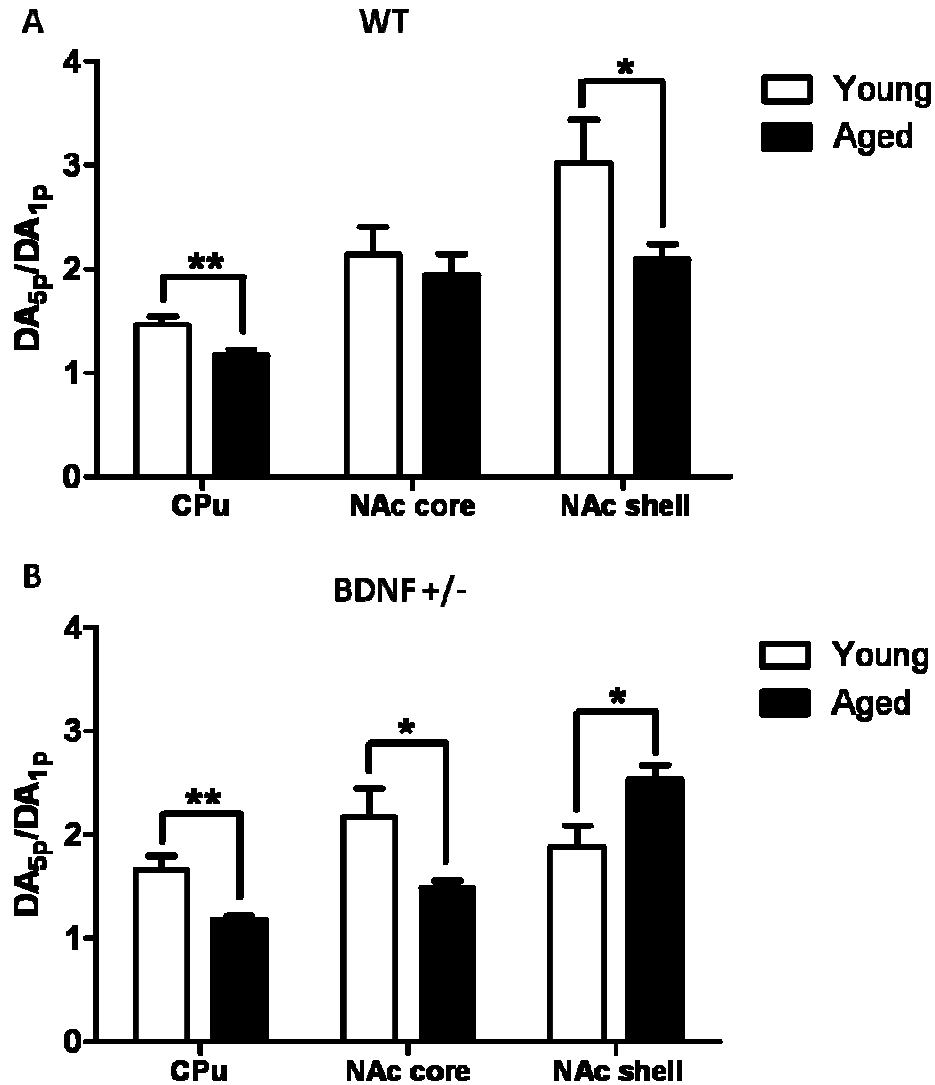 A
WT
4
3
2
1
0
DA5p/DA1p
**
*
Young
Aged
CPu
NAc core
NAc shell
B
BDNF +/-
4
3
2
1
0
DA5p/DA1p
**
*
*
Young
Aged
CPu
NAc core
NAc shell